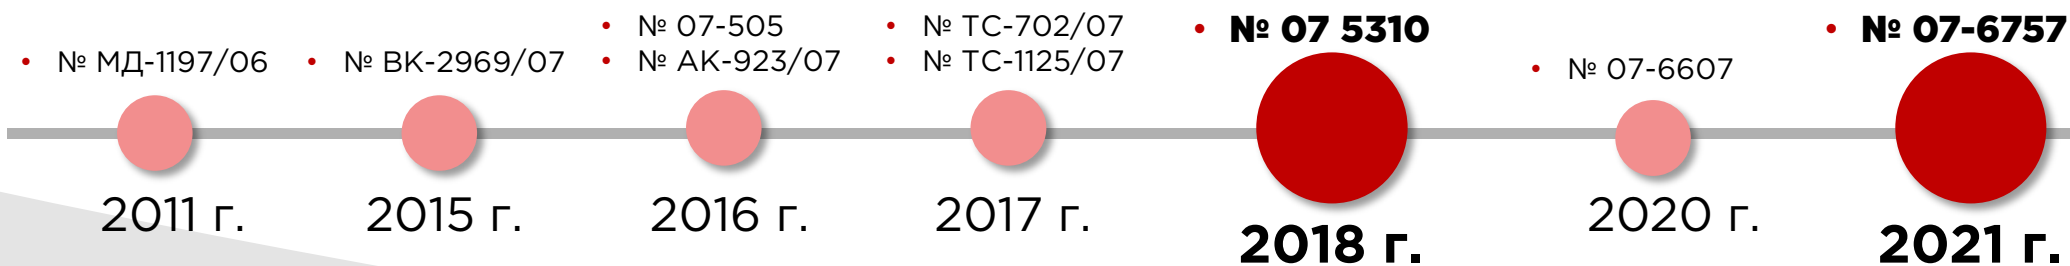 • № МД-1197/06
• № ВК-2969/07
• № 07-505
• № АК-923/07
• № ТС-702/07
• № ТС-1125/07
• № 07 5310
• № 07-6607
• № 07-6757
2011 г.
2015 г.
2016 г.
2017 г.
2018 г.
2020 г.
2021 г.